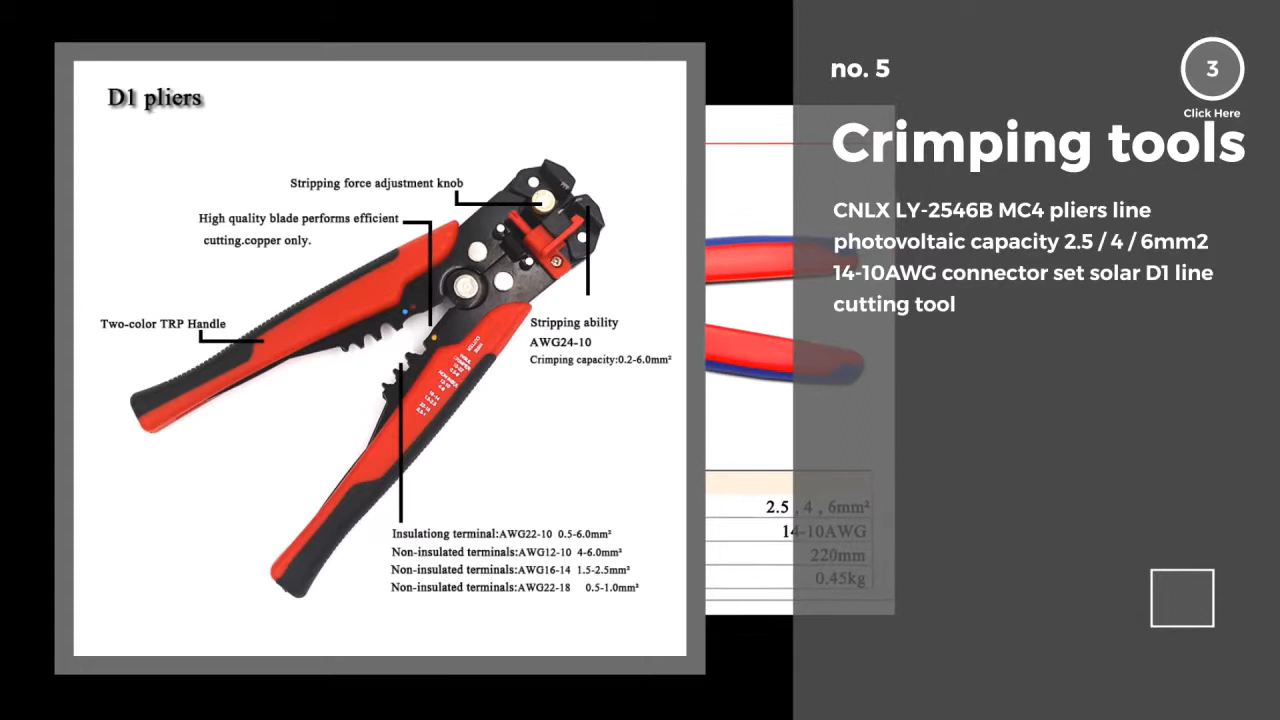 D1 pliers
Stripping force adjustment knob
High quality blade performs efficient
cutting.copper only.
Two-color TRP Handle
Stripping ability
AWG24-10
Crimping capacity:0.2-6.0mm²
Insulationg terminal:AWG22-10 0.5-6.0mm²
Non-insulated terminals:AWG12-10 4-6.0mm²
Non-insulated terminals:AWG16-14 1.5-2.5mm²
Non-insulated terminals:AWG22-18 0.5-1.0mm²
2.5 , 4 , 6mm²
14-10AWG
220mm
0.45kg
no. 5
3
Click Here
Crimping tools
CNLX LY-2546B MC4 pliers line
photovoltaic capacity 2.5 / 4 / 6mm2
14-10AWG connector set solar D1 line
cutting tool